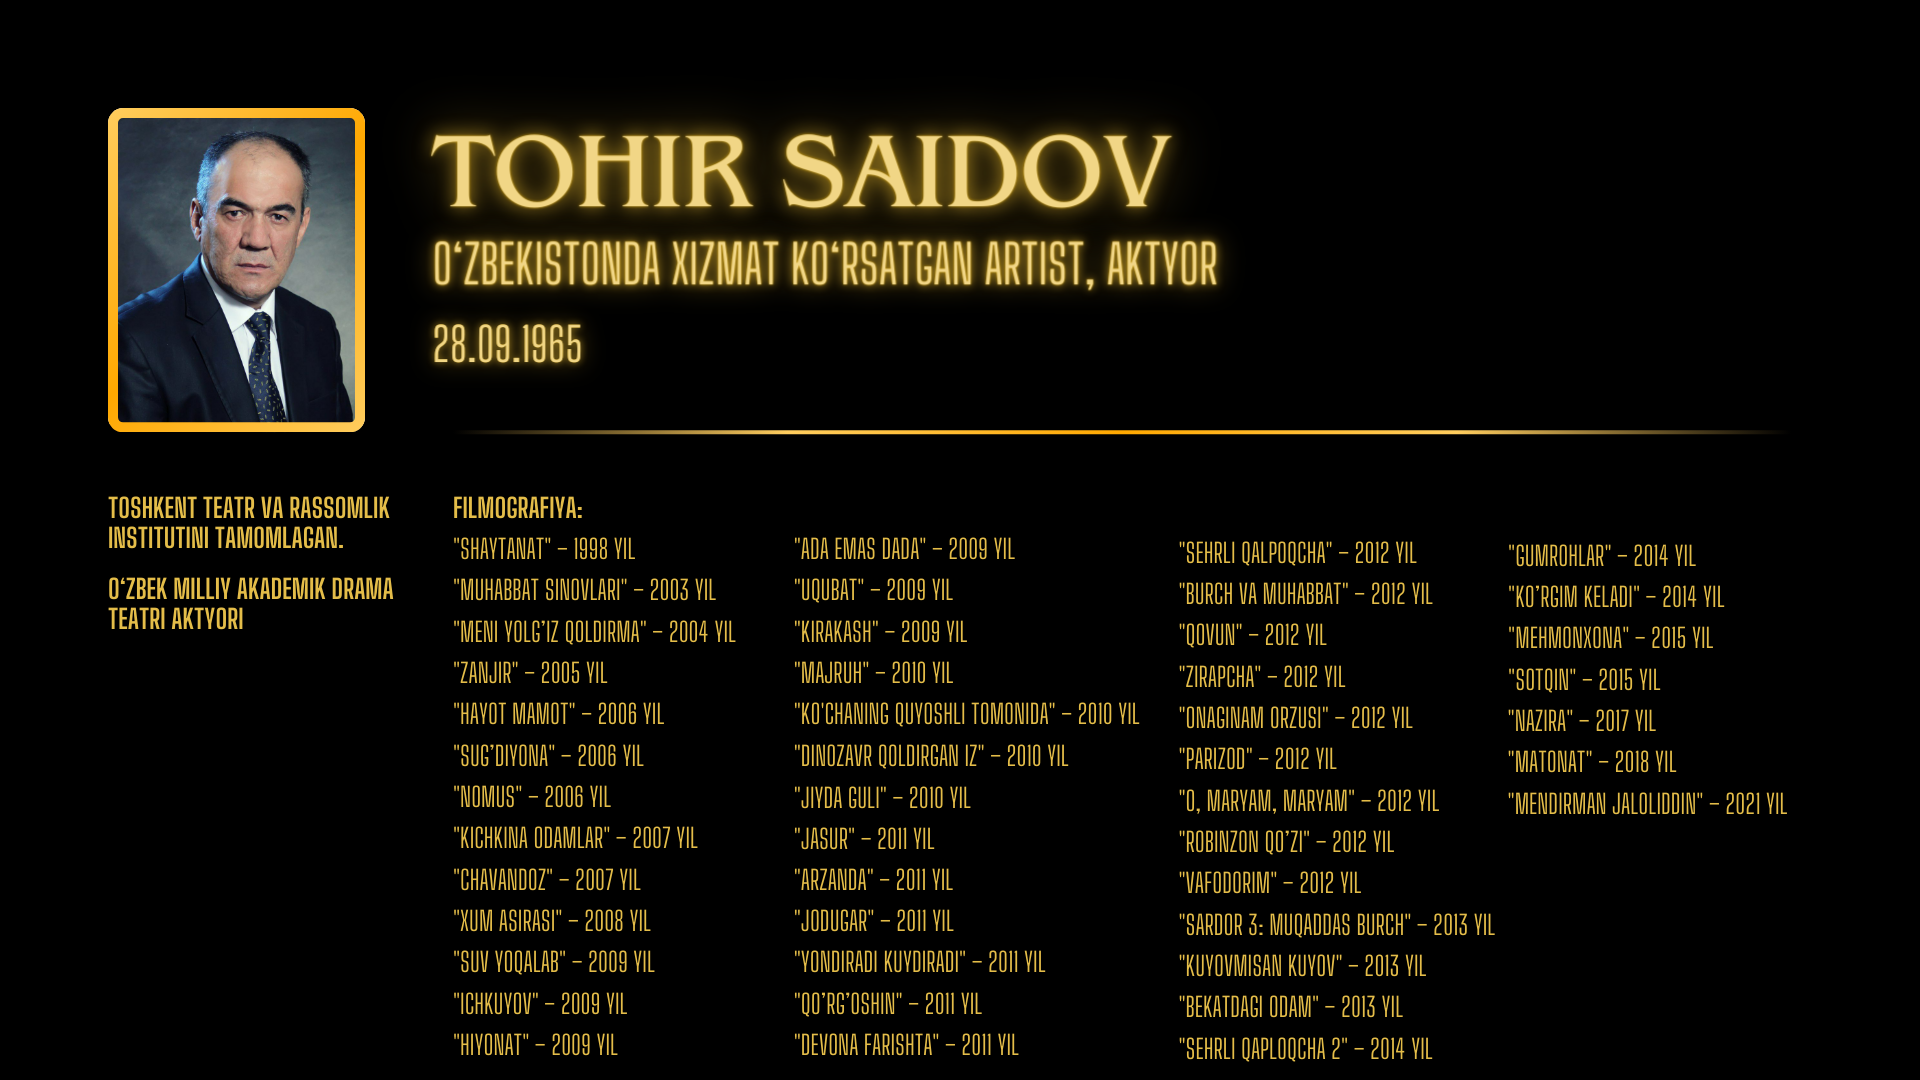 TOHIR SAIDOV
O‘ZBEKISTONDA XIZMAT KO‘RSATGAN ARTIST, AKTYOR
28.09.1965
TOSHKENT TEATR VA RASSOMLIK
INSTITUTINI TAMOMLAGAN.
O‘ZBEK MILLIY AKADEMIK DRAMA
TEATRI AKTYORI
FILMOGRAFIYA:
"SHAYTANAT" – 1998 YIL
"MUHABBAT SINOVLARI" – 2003 YIL
"MENI YOLG’IZ QOLDIRMA" – 2004 YIL
"ZANJIR" – 2005 YIL
"HAYOT MAMOT" – 2006 YIL
"SUG’DIYONA" – 2006 YIL
"NOMUS" – 2006 YIL
"KICHKINA ODAMLAR" – 2007 YIL
"CHAVANDOZ" – 2007 YIL
"XUM ASIRASI" – 2008 YIL
"SUV YOQALAB" – 2009 YIL
"ICHKUYOV" – 2009 YIL
"HIYONAT" – 2009 YIL
"ADA EMAS DADA" – 2009 YIL
"UQUBAT" – 2009 YIL
"KIRAKASH" – 2009 YIL
"MAJRUH" – 2010 YIL
"KO'CHANING QUYOSHLI TOMONIDA" – 2010 YIL
"DINOZAVR QOLDIRGAN IZ" – 2010 YIL
"JIYDA GULI" – 2010 YIL
"JASUR" – 2011 YIL
"ARZANDA" – 2011 YIL
"JODUGAR" – 2011 YIL
"YONDIRADI KUYDIRADI" – 2011 YIL
"QO’RG’OSHIN" – 2011 YIL
"DEVONA FARISHTA" – 2011 YIL
"SEHRLI QALPOQCHA" – 2012 YIL
"BURCH VA MUHABBAT" – 2012 YIL
"QOVUN" – 2012 YIL
"ZIRAPCHA" – 2012 YIL
"ONAGINAM ORZUSI" – 2012 YIL
"PARIZOD" – 2012 YIL
"O, MARYAM, MARYAM" – 2012 YIL
"ROBINZON QO’ZI" – 2012 YIL
"VAFODORIM" – 2012 YIL
"SARDOR 3: MUQADDAS BURCH" – 2013 YIL
"KUYOVMISAN KUYOV" – 2013 YIL
"BEKATDAGI ODAM" – 2013 YIL
"SEHRLI QAPLOQCHA 2" – 2014 YIL
"GUMROHLAR" – 2014 YIL
"KO’RGIM KELADI" – 2014 YIL
"MEHMONXONA" – 2015 YIL
"SOTQIN" – 2015 YIL
"NAZIRA" – 2017 YIL
"MATONAT" – 2018 YIL
"MENDIRMAN JALOLIDDIN" – 2021 YIL